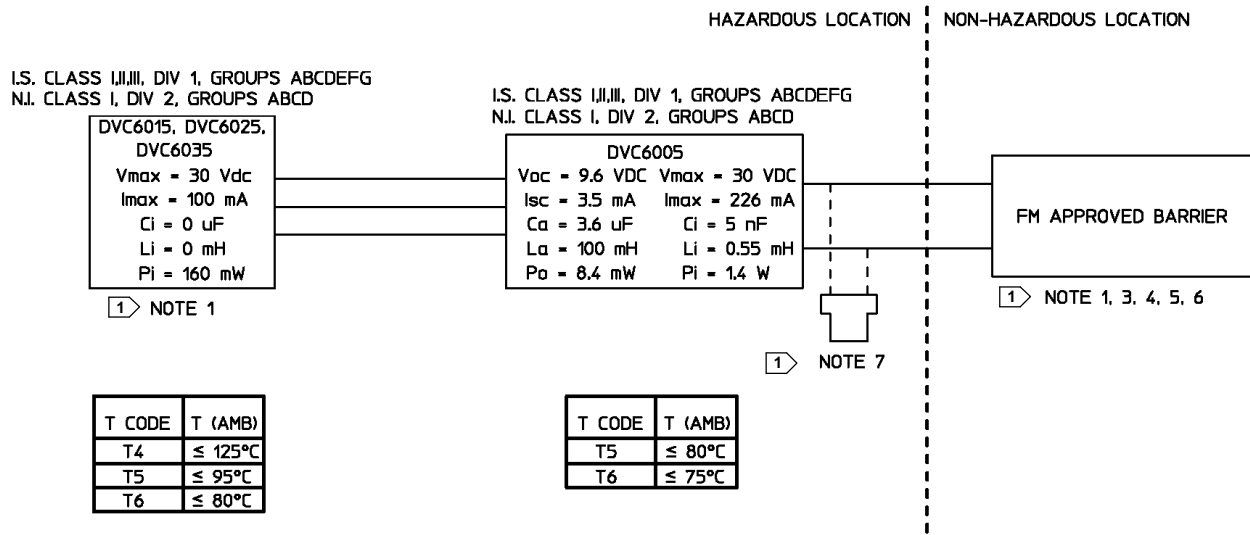 HAZARDOUS LOCATION
NON-HAZARDOUS LOCATION
I.S. CLASS I,II,III, DIV 1, GROUPS ABCDEFG
N.I. CLASS I, DIV 2, GROUPS ABCD
DVC6015, DVC6025,
DVC6035
Vmax = 30 Vdc
Imax = 100 mA
Ci = 0 uF
Li = 0 mH
Pi = 160 mW
1 NOTE 1
I.S. CLASS I,II,III, DIV 1, GROUPS ABCDEFG
N.I. CLASS I, DIV 2, GROUPS ABCD
DVC6005
Voc = 9.6 VDC Vmax = 30 VDC
Isc = 3.5 mA Imax = 226 mA
Ca = 3.6 uF Ci = 5 nF
La = 100 mH Li = 0.55 mH
Po = 8.4 mW Pi = 1.4 W
1 NOTE 7
FM APPROVED BARRIER
1 NOTE 1, 3, 4, 5, 6
T CODE T (AMB)
T4 ≤ 125°C
T5 ≤ 95°C
T6 ≤ 80°C
T CODE T (AMB)
T5 ≤ 80°C
T6 ≤ 75°C